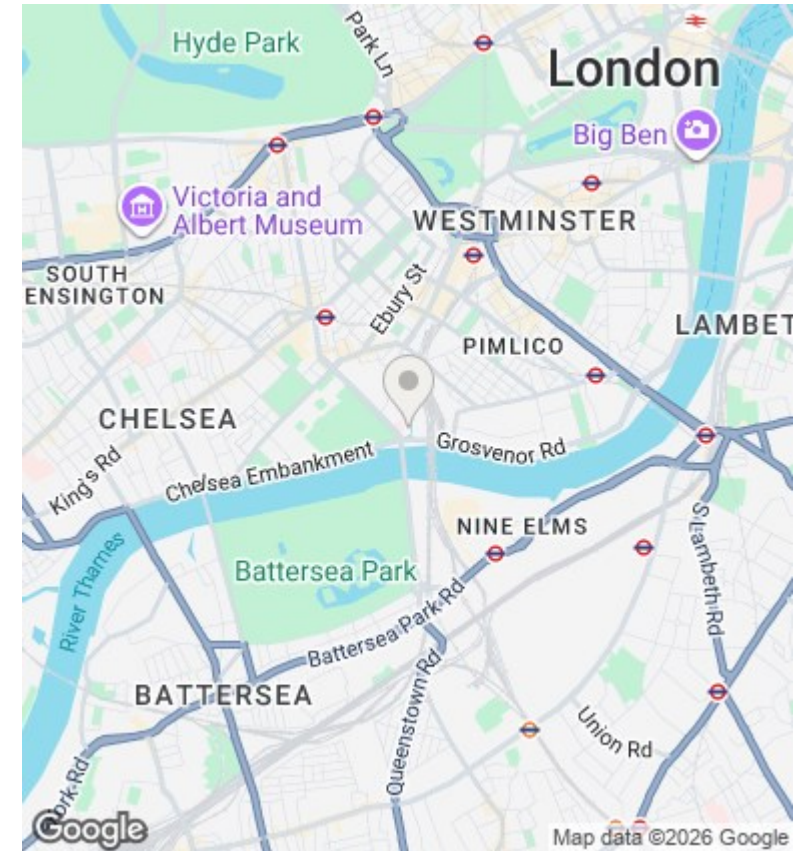 Hyde Park
Park Ln
London
Big Ben
Victoria and
Albert Museum
WESTMINSTER
SOUTH
ENSINGTON
Ebury St
LAMBET
PIMLICO
CHELSEA
Grosvenor Rd
King's Rd
Chelsea Embankment
NINE ELMS
S Lambeth Rd
River Thames
Battersea Park
Battersea Park Rd
BATTERSEA
Queenstown Rd
Union Rd
York Rd
Google
Map data ©2026 Google